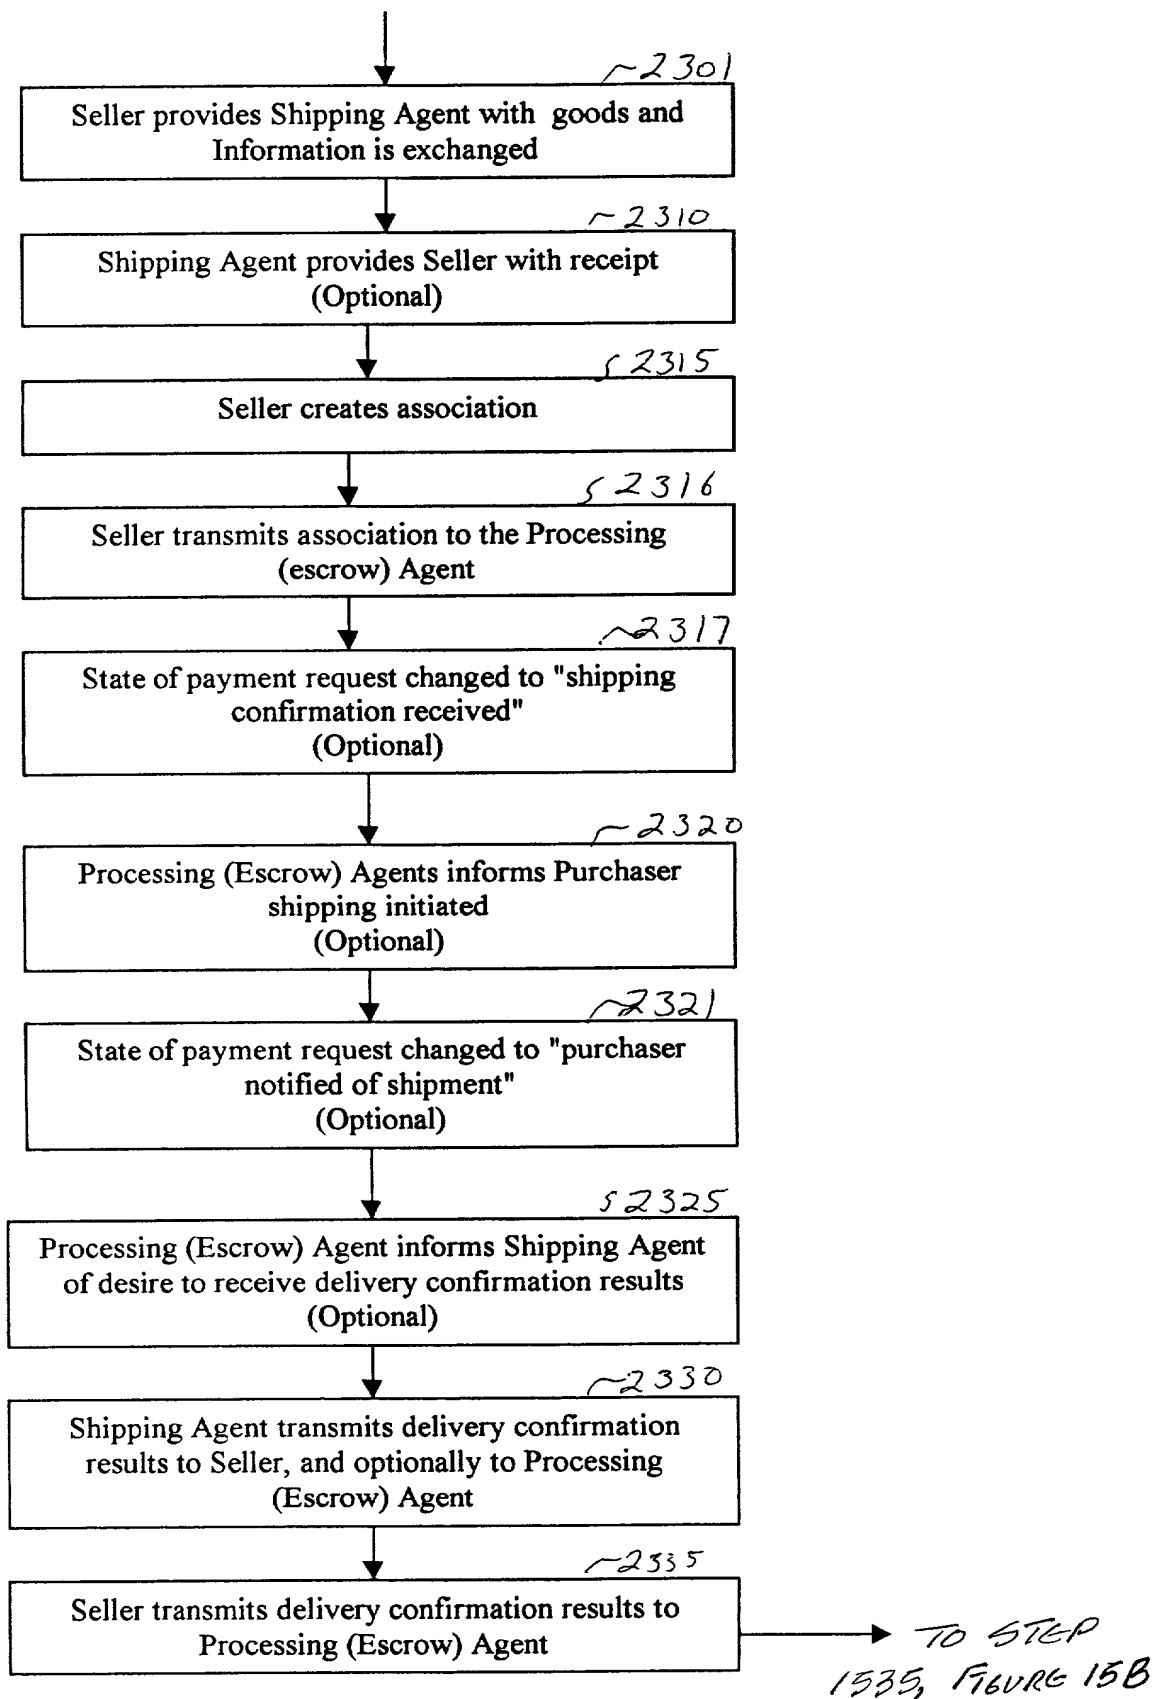 ~2301
Seller provides Shipping Agent with goods and
Information is exchanged
~2310
Shipping Agent provides Seller with receipt
(Optional)
2315
Seller creates association
2316
Seller transmits association to the Processing
(escrow) Agent
~2317
State of payment request changed to "shipping
confirmation received"
(Optional)
~2320
Processing (Escrow) Agents informs Purchaser
shipping initiated
(Optional)
~2321
State of payment request changed to "purchaser
notified of shipment"
(Optional)
2325
Processing (Escrow) Agent informs Shipping Agent
of desire to receive delivery confirmation results
(Optional)
~2330
Shipping Agent transmits delivery confirmation
results to Seller, and optionally to Processing
(Escrow) Agent
~2335
Seller transmits delivery confirmation results to
Processing (Escrow) Agent
TO STEP
1535, FIGURE 15B